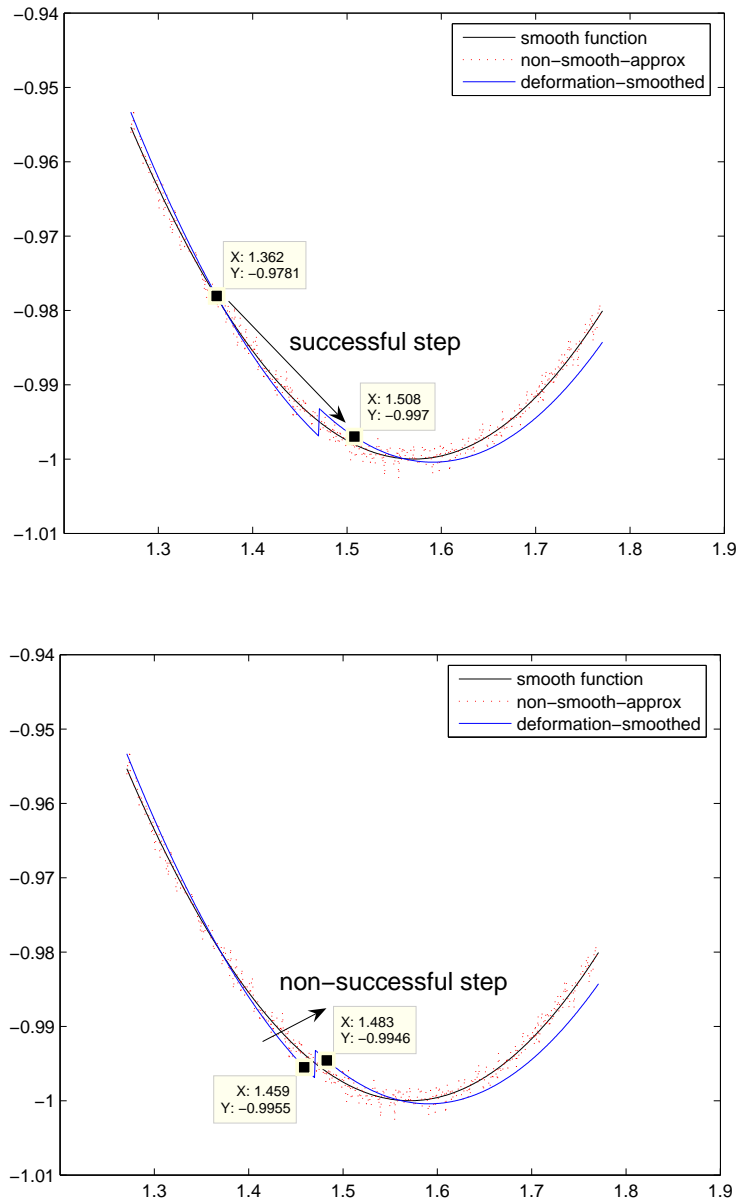 −0.94
−0.95
−0.96
−0.97
−0.98
−0.99
−1
−1.01
1.3
1.4
1.5
1.6
1.7
1.8
1.9
smooth function
non−smooth−approx
deformation−smoothed
X: 1.362
Y: −0.9781
successful step
X: 1.508
Y: −0.997
−0.94
−0.95
−0.96
−0.97
−0.98
−0.99
−1
−1.01
1.3
1.4
1.5
1.6
1.7
1.8
1.9
smooth function
non−smooth−approx
deformation−smoothed
non−successful step
X: 1.483
Y: −0.9946
X: 1.459
Y: −0.9955